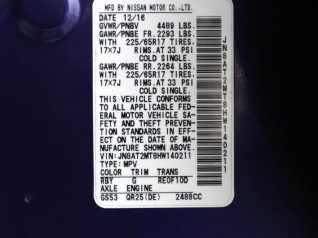 MFD BY NISSAN MOTOR CO.,LTD.
DATE 12/16
GVWR/PNBV 4489 LBS.
GAWR/PNBE FR. 2293 LBS.
WITH 225/65R17 TIRES,
17×7J RIMS,AT 33 PSI
COLD SINGLE.
GAWR/PNBE RR. 2264 LBS.
WITH 225/65R17 TIRES,
17×7J RIMS,AT 33 PSI
COLD SINGLE.
THIS VEHICLE CONFORMS
TO ALL APPLICABLE FED-
ERAL MOTOR VEHICLE SA-
FETY AND THEFT PREVEN-
TION STANDARDS IN EFF-
ECT ON THE DATE OF MA-
NUFACTURE SHOWN ABOVE.
VIN:JN8AT2MT8HW140211
TYPE: MPV
COLOR TRIM TRANS
RBY G RE0F10D
AXLE ENGINE
GS53 QR25(DE) 2488CC
JN8AT2MT8HW140211